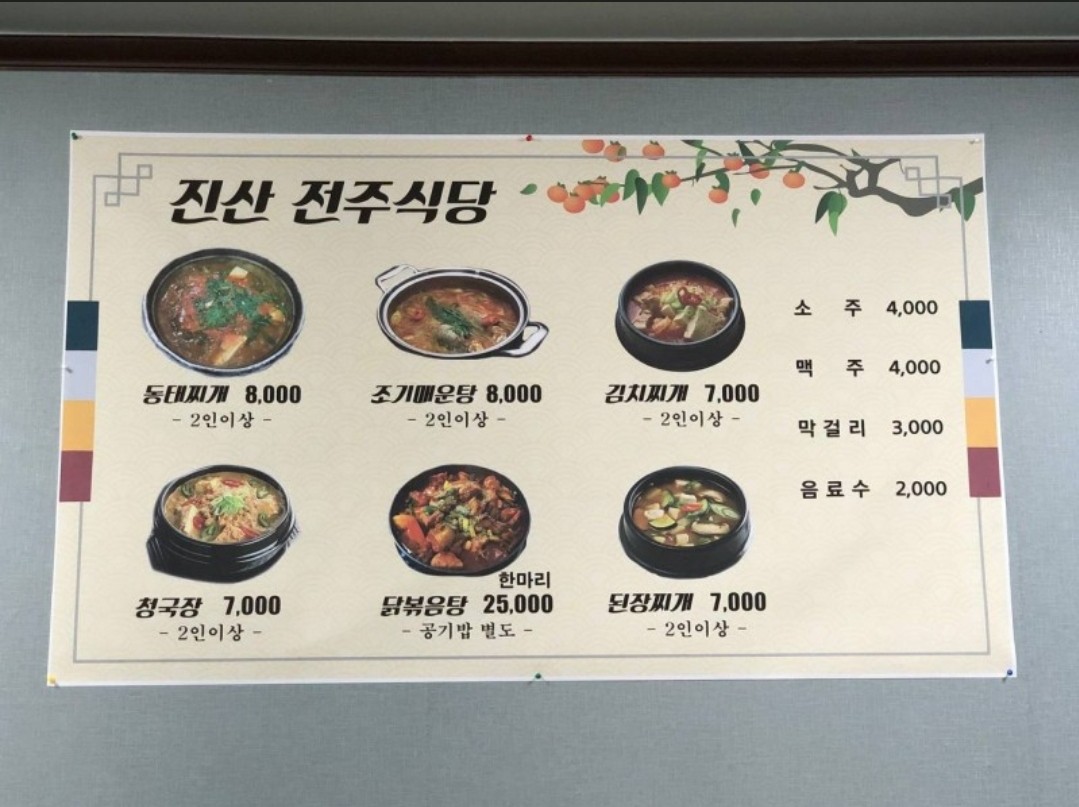 진산 전주식당
동태찌개 8,000
- 2인이상 -
조기매운탕 8,000
- 2인이상 -
김치찌개 7,000
- 2인이상 -
청국장 7,000
- 2인이상 -
한마리
닭볶음탕 25,000
- 공기밥 별도 -
된장찌개 7,000
- 2인이상 -
소 주 4,000
맥 주 4,000
막걸리 3,000
음료수 2,000